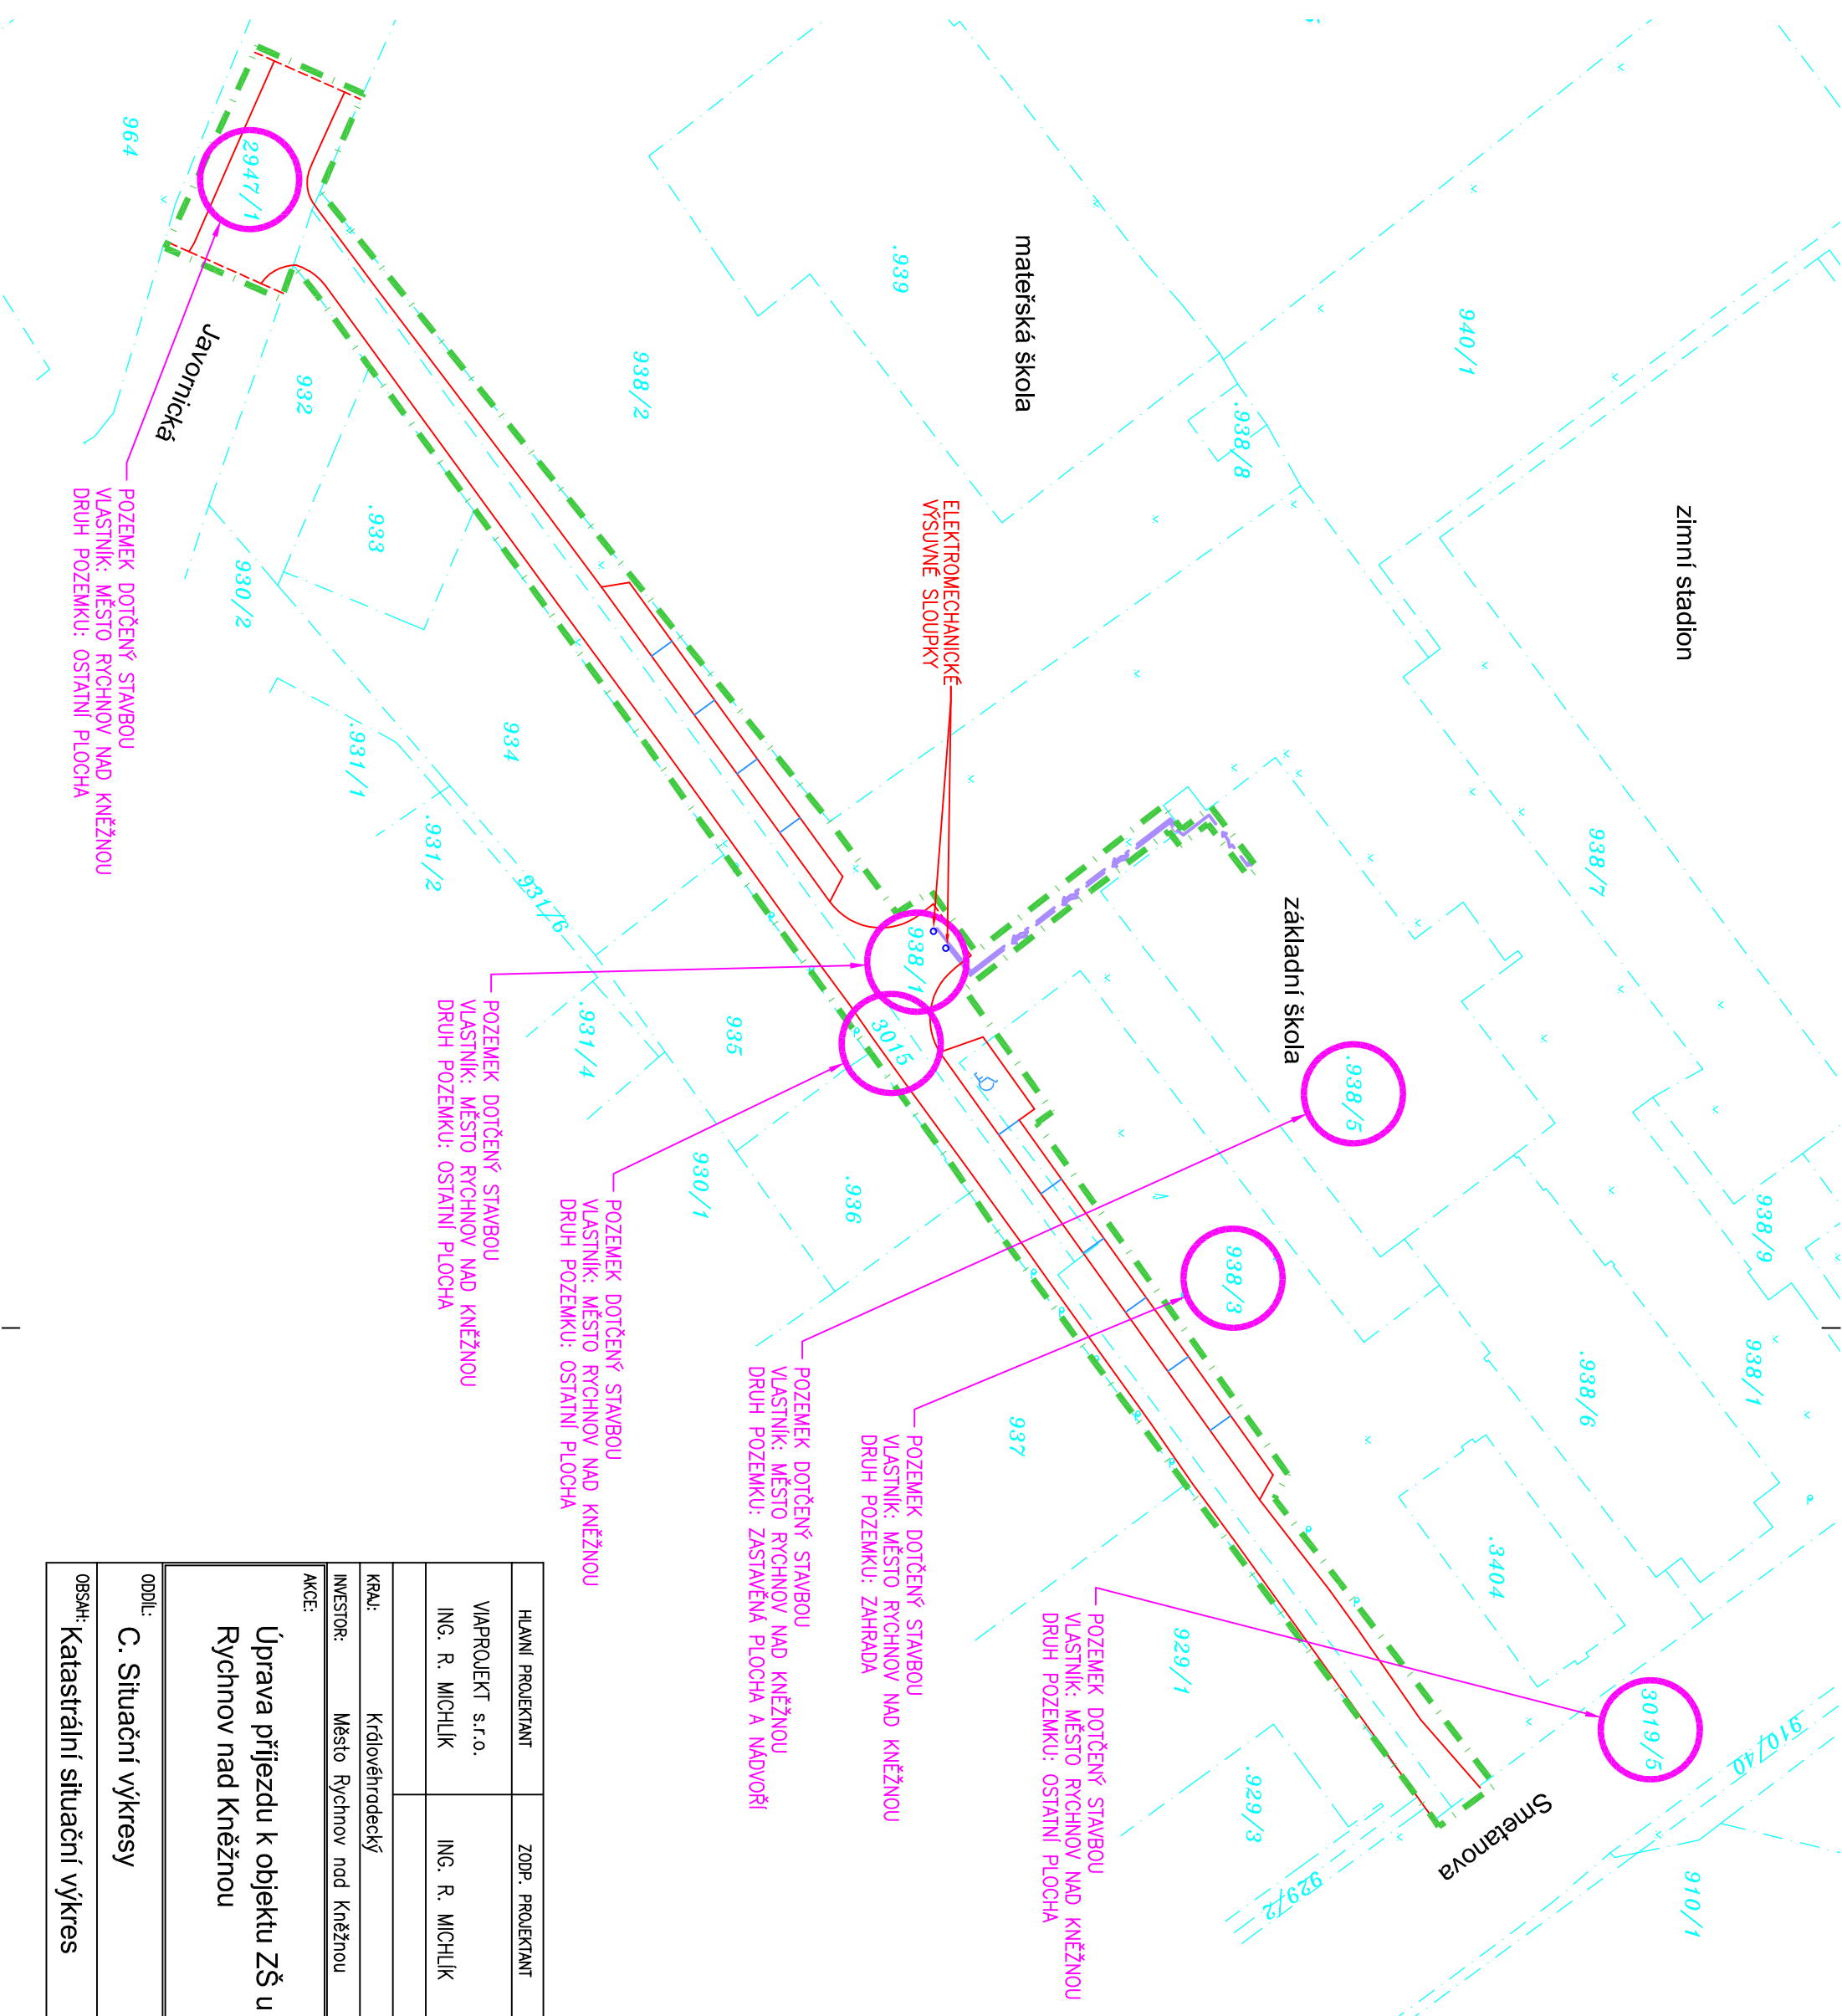 zimní stadion
mateřská škola
základní škola
Javornická
Smetanova
ELEKTROMECHANICKÉ
VÝSUVNÉ SLOUPKY
964
2947/1
932
.933
930/2
938/2
.939
940/1
.938/8
938/7
934
.931/1
.931/2
931/6
.931/4
935
930/1
.936
938/1
3015
.938/5
938/3
938/9
938/1
.938/6
.3404
937
929/1
.929/3
929/2
3019/5
910/40
910/1
POZEMEK DOTČENÝ STAVBOU
VLASTNÍK: MĚSTO RYCHNOV NAD KNĚŽNOU
DRUH POZEMKU: OSTATNÍ PLOCHA
POZEMEK DOTČENÝ STAVBOU
VLASTNÍK: MĚSTO RYCHNOV NAD KNĚŽNOU
DRUH POZEMKU: OSTATNÍ PLOCHA
POZEMEK DOTČENÝ STAVBOU
VLASTNÍK: MĚSTO RYCHNOV NAD KNĚŽNOU
DRUH POZEMKU: OSTATNÍ PLOCHA
POZEMEK DOTČENÝ STAVBOU
VLASTNÍK: MĚSTO RYCHNOV NAD KNĚŽNOU
DRUH POZEMKU: ZASTAVĚNÁ PLOCHA A NÁDVOŘÍ
POZEMEK DOTČENÝ STAVBOU
VLASTNÍK: MĚSTO RYCHNOV NAD KNĚŽNOU
DRUH POZEMKU: ZAHRADA
POZEMEK DOTČENÝ STAVBOU
VLASTNÍK: MĚSTO RYCHNOV NAD KNĚŽNOU
DRUH POZEMKU: OSTATNÍ PLOCHA
HLAVNÍ PROJEKTANT
ZODP. PROJEKTANT
VIAPROJEKT s.r.o.
ING. R. MICHLÍK
ING. R. MICHLÍK
KRAJ: Královéhradecký
INVESTOR: Město Rychnov nad Kněžnou
AKCE:
Úprava příjezdu k objektu ZŠ u
Rychnov nad Kněžnou
ODDÍL:
C. Situační výkresy
OBSAH:
Katastrální situační výkres